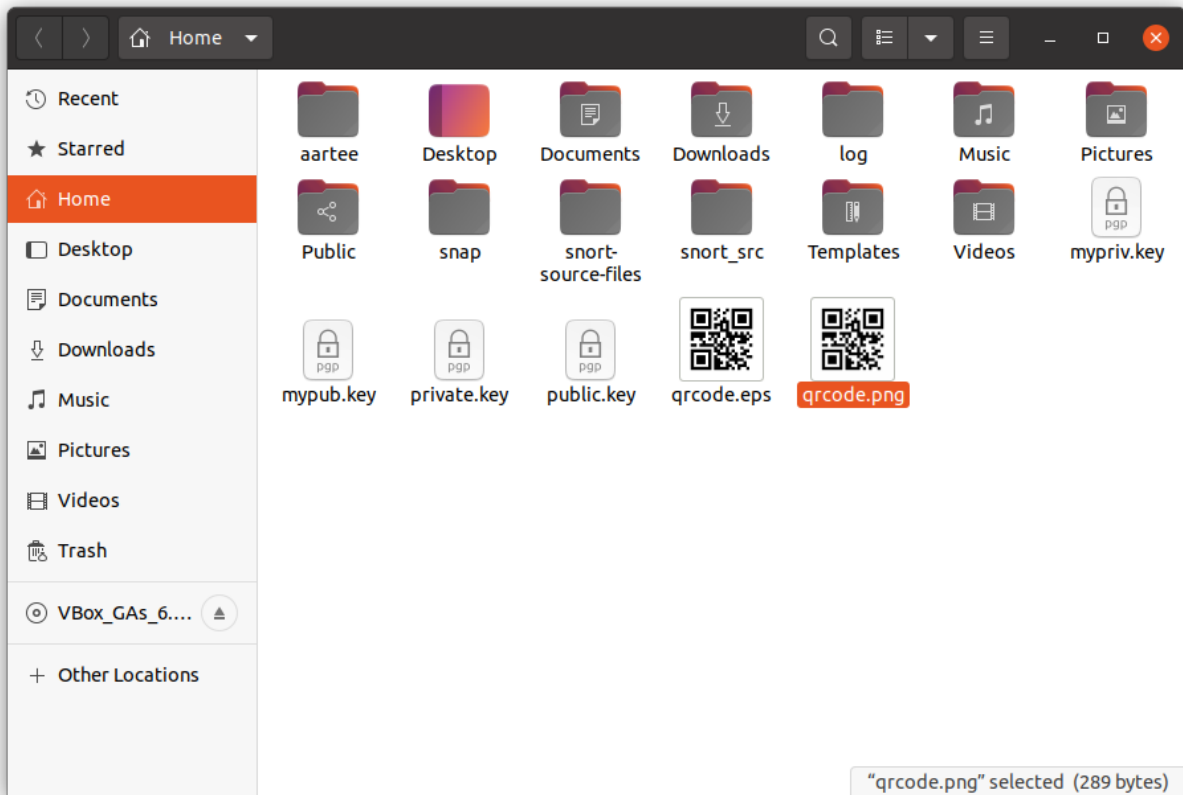 Home
Recent
Starred
Home
Desktop
Documents
Downloads
Music
Pictures
Videos
Trash
VBox_GAs_6....
Other Locations
aartee
Desktop
Documents
Downloads
log
Music
Pictures
Public
snap
snort-
source-files
snort_src
Templates
Videos
pgp
mypriv.key
pgp
mypub.key
pgp
private.key
pgp
public.key
qrcode.eps
qrcode.png
“qrcode.png” selected (289 bytes)